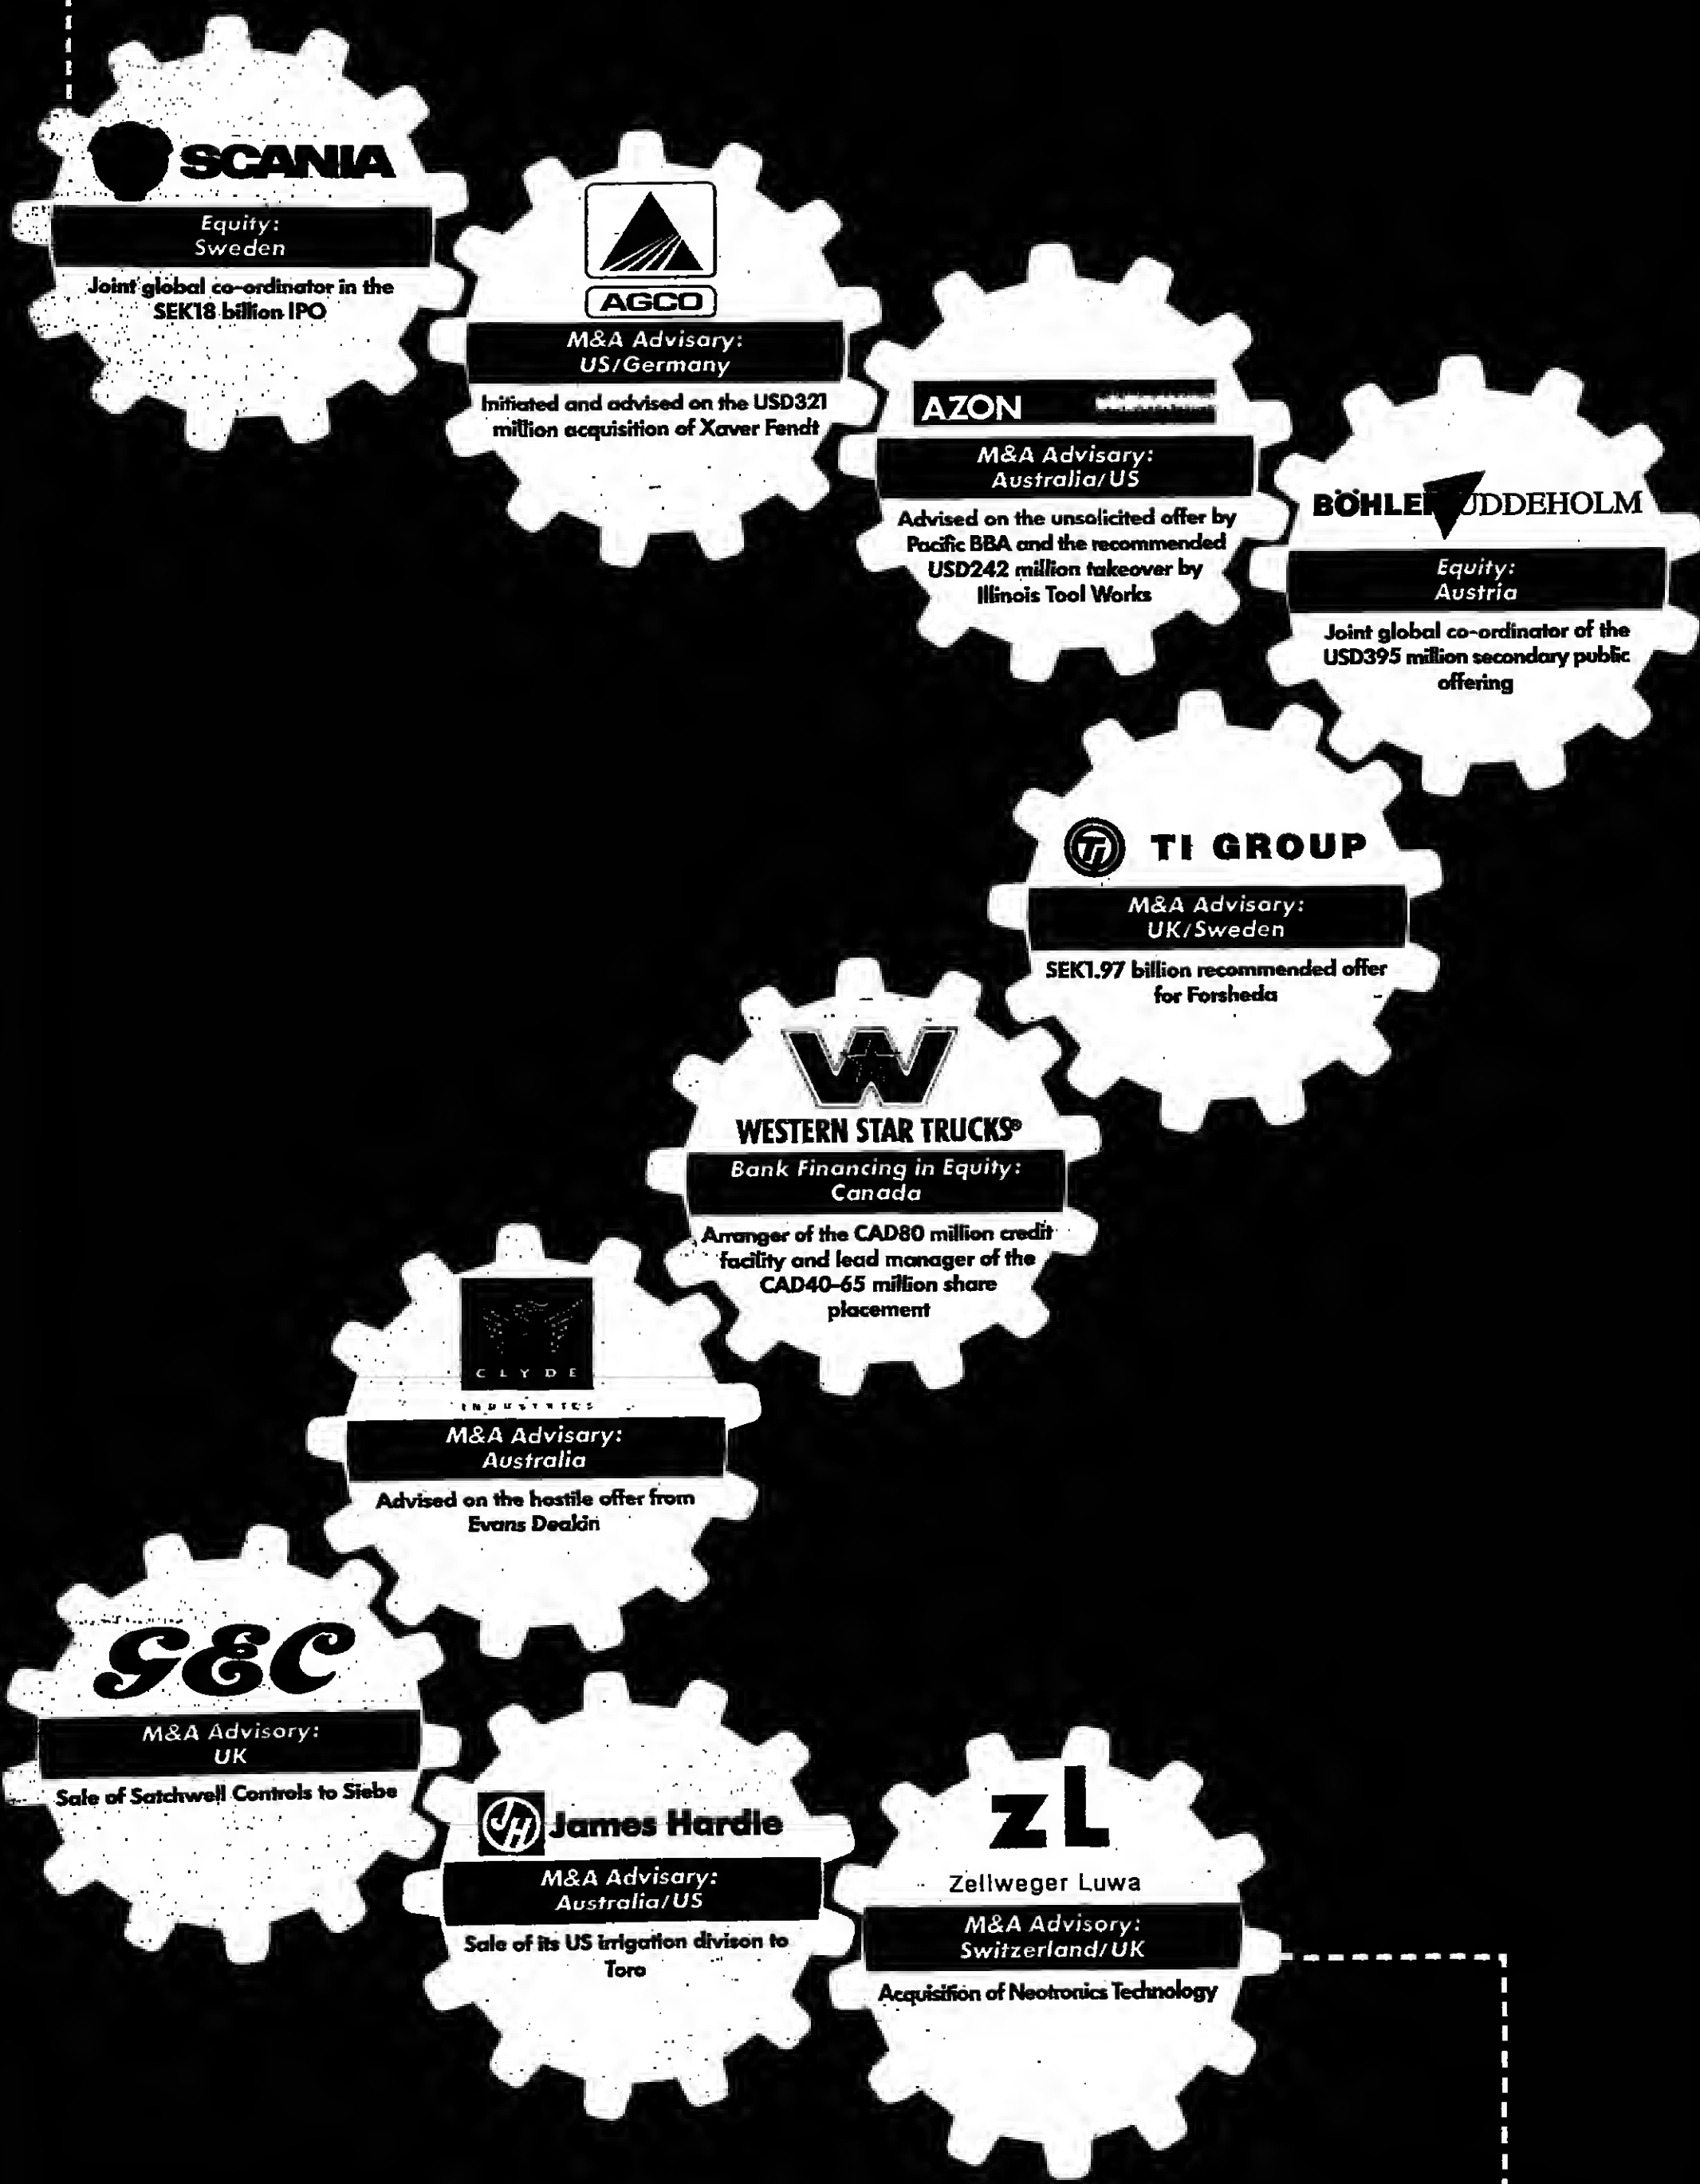 SCANIA
Equity:
Sweden
Joint global co-ordinator in the
SEK18 billion IPO
AGCO
M&A Advisory:
US/Germany
Initiated and advised on the USD321
million acquisition of Xaver Fendt
AZON
M&A Advisory:
Australia/US
Advised on the unsolicited offer by
Pacific BBA and the recommended
USD242 million takeover by
Illinois Tool Works
BÖHLER UDDEHOLM
Equity:
Austria
Joint global co-ordinator of the
USD395 million secondary public
offering
Ti TI GROUP
M&A Advisory:
UK/Sweden
SEK1.97 billion recommended offer
for Forsheda
WESTERN STAR TRUCKS®
Bank Financing in Equity:
Canada
Arranger of the CAD80 million credit
facility and lead manager of the
CAD40-65 million share
placement
CLYDE
INDUSTRIES
M&A Advisory:
Australia
Advised on the hostile offer from
Evans Deakin
GEC
M&A Advisory:
UK
Sale of Satchwell Controls to Siebe
JH James Hardie
M&A Advisory:
Australia/US
Sale of its US irrigation divison to
Toro
ZL
Zellweger Luwa
M&A Advisory:
Switzerland/UK
Acquisition of Neotronics Technology